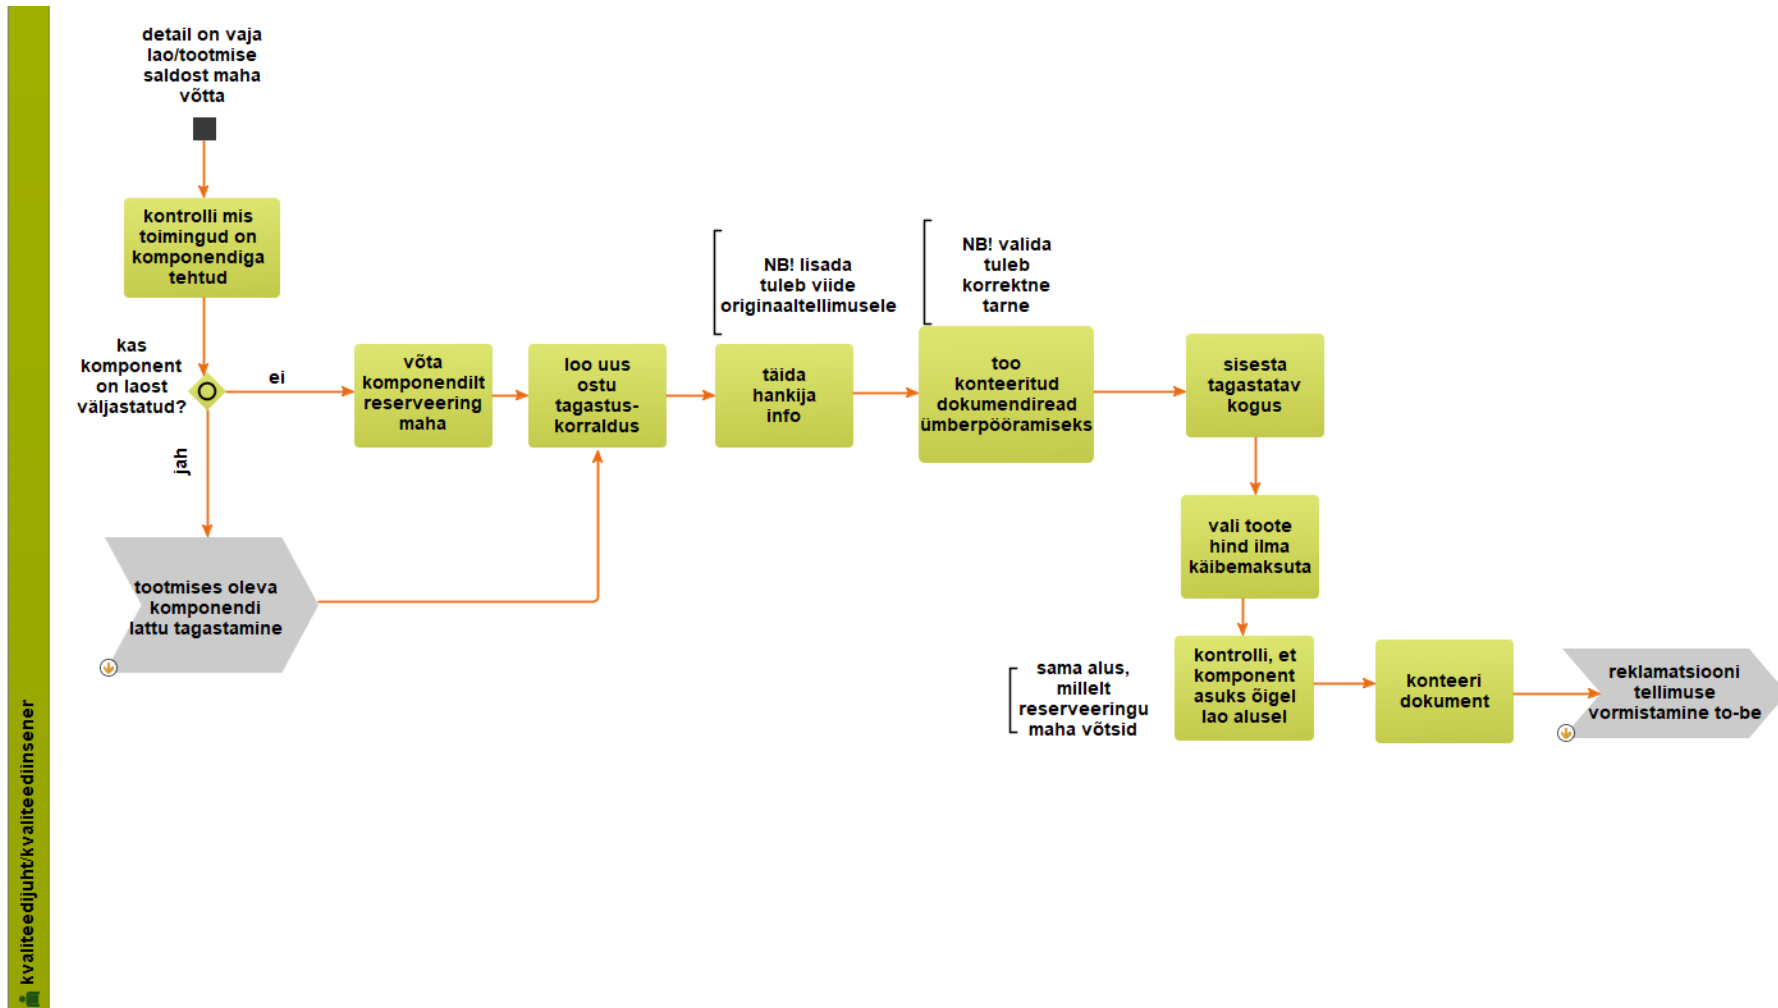 detail on vaja
lao/tootmise
saldost maha
võtta
kontrolli mis
toimingud on
komponendiga
tehtud
kas
komponent
on laost
väljastatud?
ei
jah
võta
komponendilt
reserveering
maha
loo uus
ostu
tagastus-
korraldus
NB! lisada
tuleb viide
originaaltellimusele
täida
hankija
info
NB! valida
tuleb
korrektne
tarne
too
konteeritud
dokumendiread
ümberpööramiseks
sisesta
tagastatav
kogus
vali toote
hind ilma
käibemaksuta
tootmises oleva
komponendi
lattu tagastamine
sama alus,
millelt
reserveeringu
maha võtsid
kontrolli, et
komponent
asuks õigel
lao alusel
konteeri
dokument
reklamatsiooni
tellimuse
vormistamine to-be
kvaliteedijuht/kvaliteediinsener